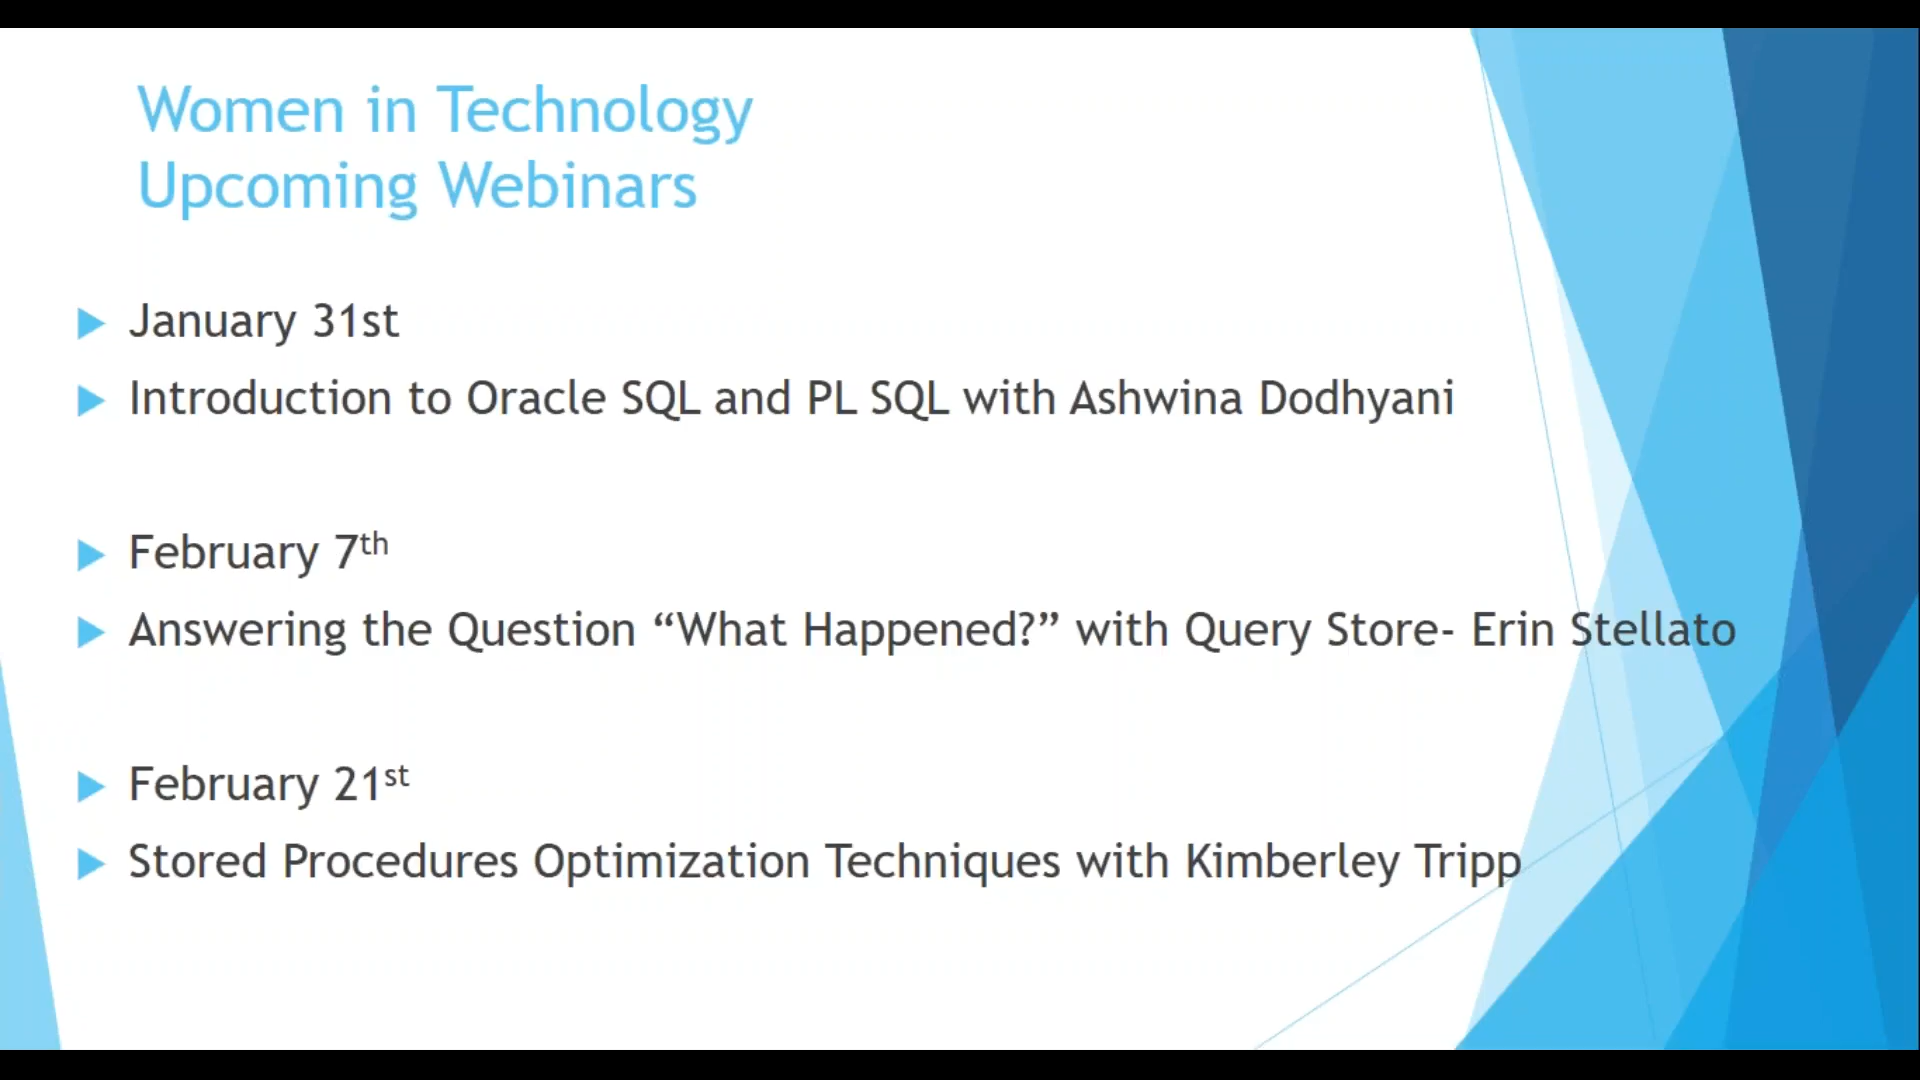 Women in Technology
Upcoming Webinars
January 31st
Introduction to Oracle SQL and PL SQL with Ashwina Dodhyani
February 7th
Answering the Question “What Happened?” with Query Store- Erin Stellato
February 21st
Stored Procedures Optimization Techniques with Kimberley Tripp